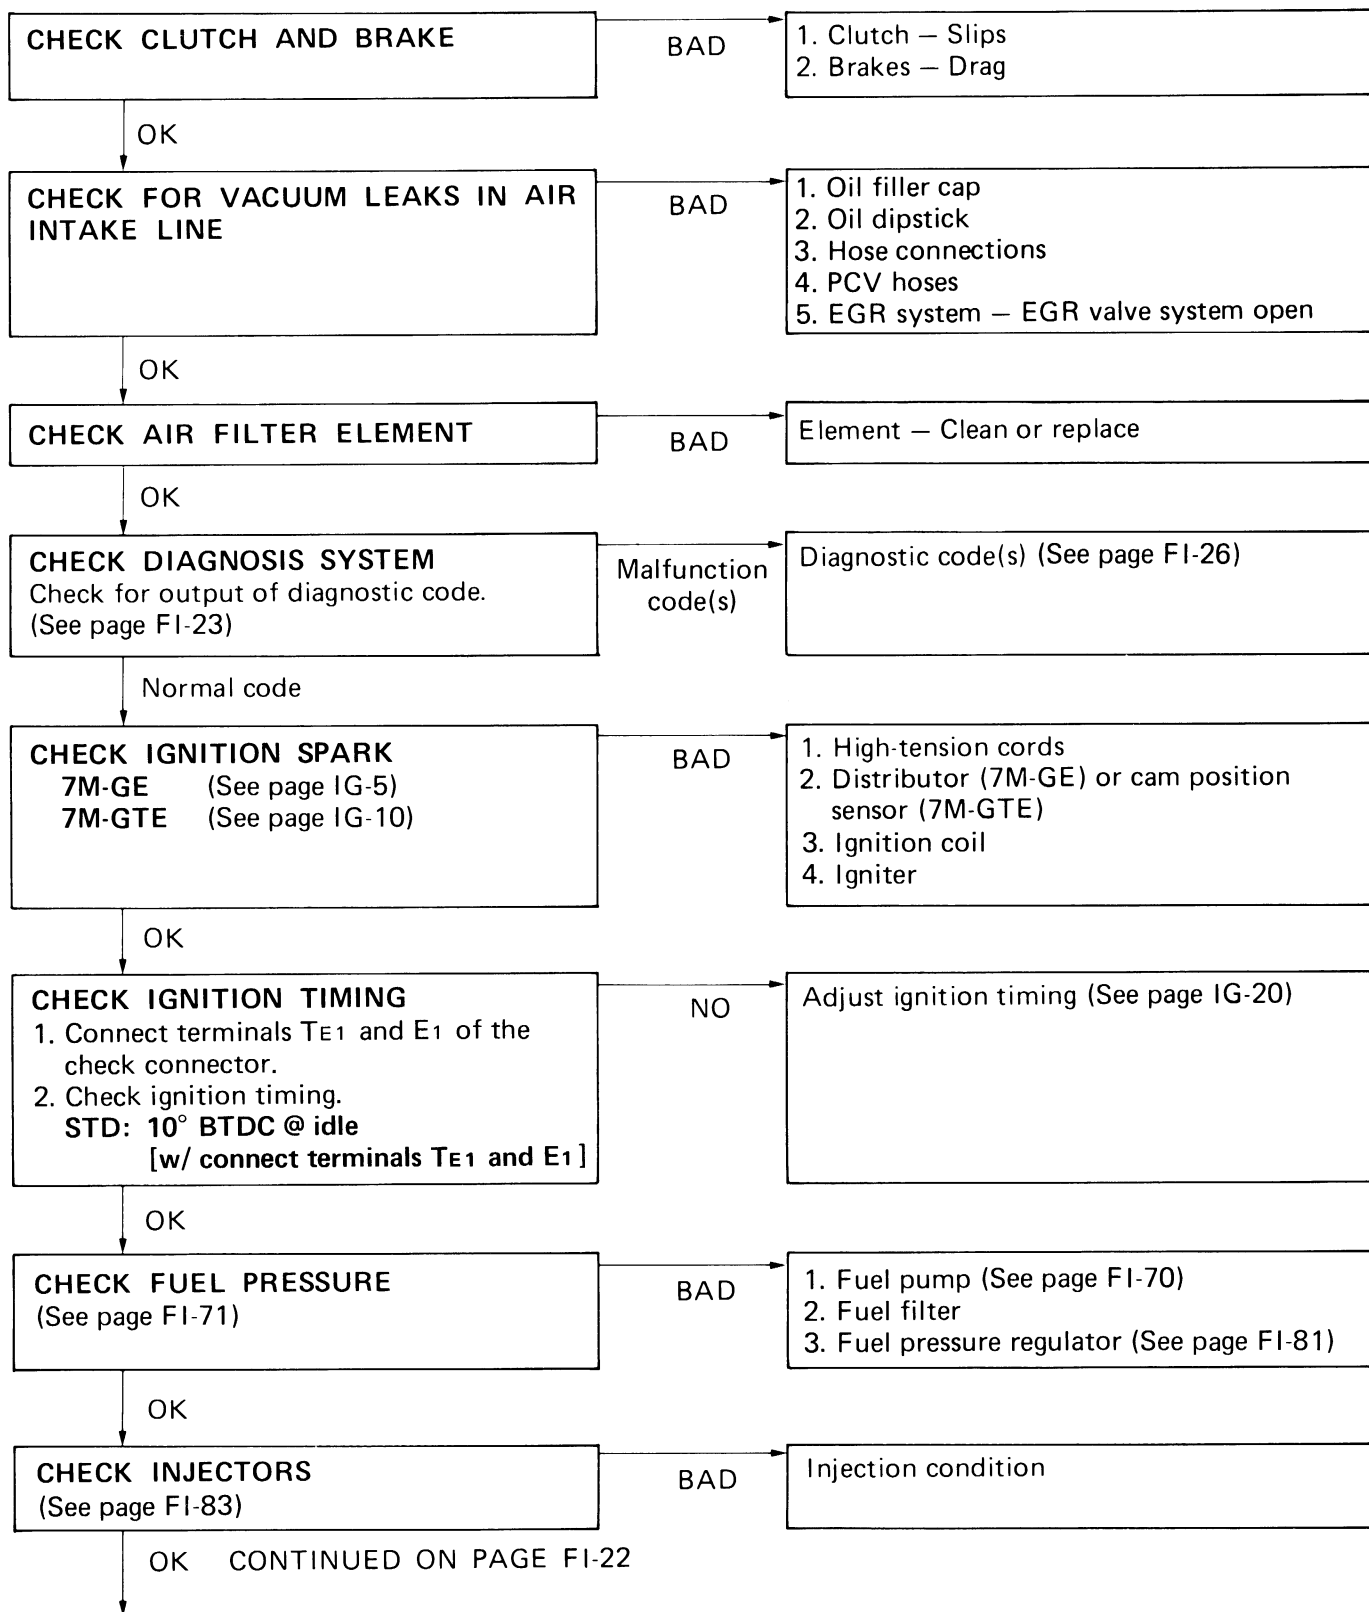 CHECK CLUTCH AND BRAKE
BAD
1. Clutch — Slips
2. Brakes — Drag
OK
CHECK FOR VACUUM LEAKS IN AIR
INTAKE LINE
BAD
1. Oil filler cap
2. Oil dipstick
3. Hose connections
4. PCV hoses
5. EGR system — EGR valve system open
OK
CHECK AIR FILTER ELEMENT
BAD
Element — Clean or replace
OK
CHECK DIAGNOSIS SYSTEM
Check for output of diagnostic code.
(See page FI-23)
Malfunction
code(s)
Diagnostic code(s) (See page FI-26)
Normal code
CHECK IGNITION SPARK
7M-GE (See page IG-5)
7M-GTE (See page IG-10)
BAD
1. High-tension cords
2. Distributor (7M-GE) or cam position
sensor (7M-GTE)
3. Ignition coil
4. Igniter
OK
CHECK IGNITION TIMING
1. Connect terminals TE1 and E1 of the
check connector.
2. Check ignition timing.
STD: 10° BTDC @ idle
[w/ connect terminals TE1 and E1]
NO
Adjust ignition timing (See page IG-20)
OK
CHECK FUEL PRESSURE
(See page FI-71)
BAD
1. Fuel pump (See page FI-70)
2. Fuel filter
3. Fuel pressure regulator (See page FI-81)
OK
CHECK INJECTORS
(See page FI-83)
BAD
Injection condition
OK CONTINUED ON PAGE FI-22